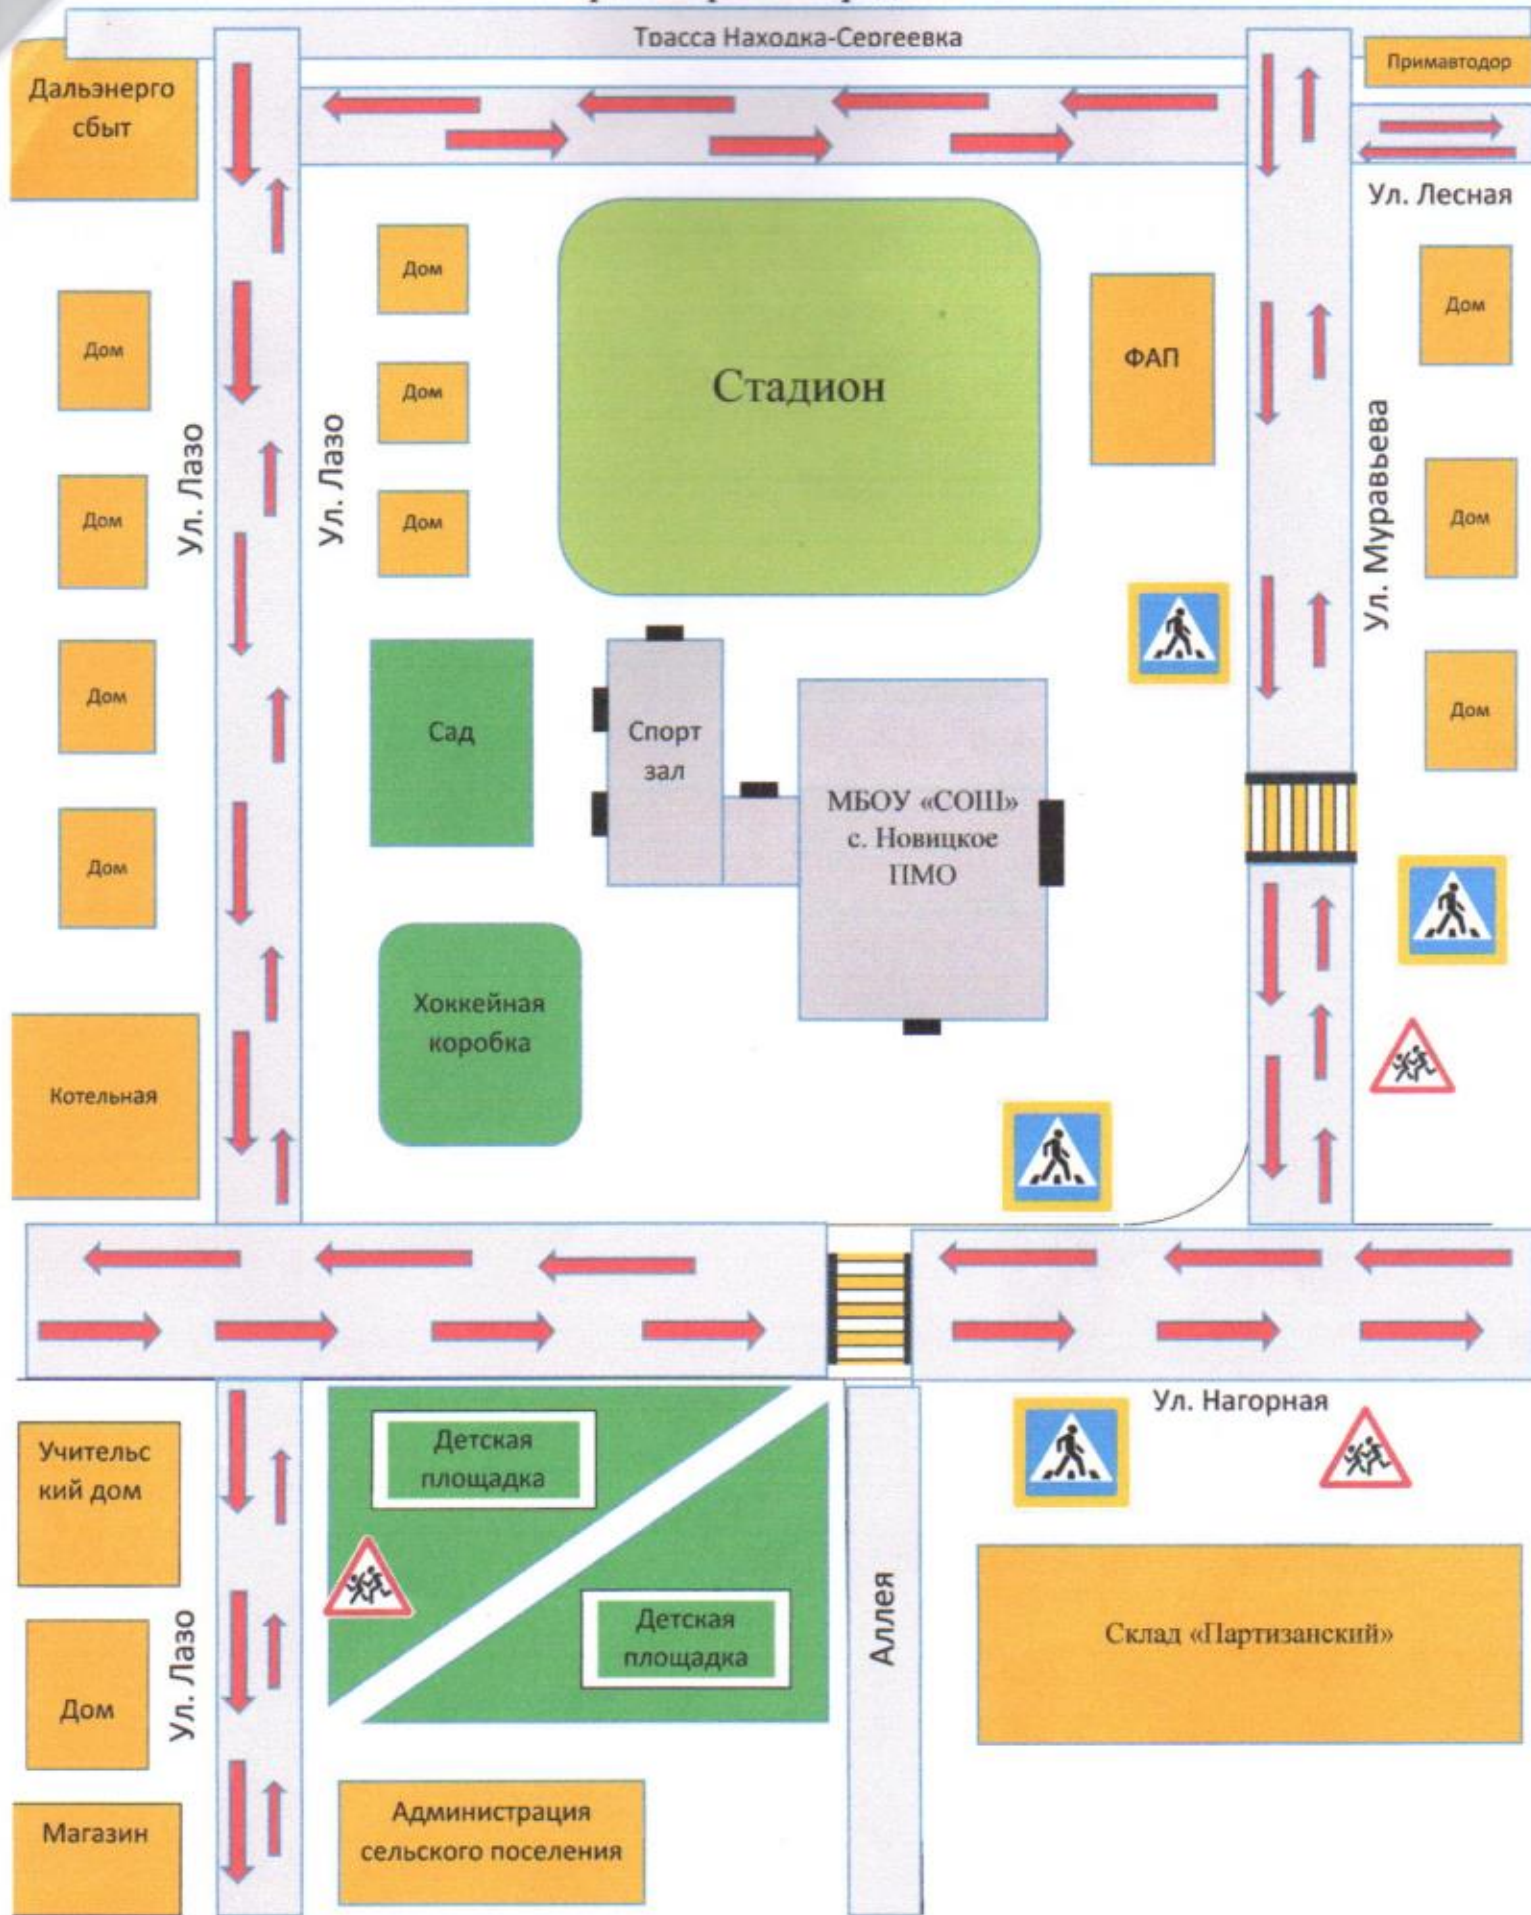 Трасса Находка-Сергеевка
Дальэнерго
сбыт
Примавтодор
Ул. Лесная
Дом
Дом
Дом
Дом
Дом
Дом
Дом
Ул. Лазо
Ул. Лазо
Стадион
ФАП
Дом
Дом
Дом
Ул. Муравьева
Сад
Спорт
зал
МБОУ «СОШ»
с. Новицкое
ПМО
Хоккейная
коробка
Котельная
Ул. Нагорная
Учительс
кий дом
Детская
площадка
Детская
площадка
Ул. Лазо
Аллея
Склад «Партизанский»
Дом
Магазин
Администрация
сельского поселения